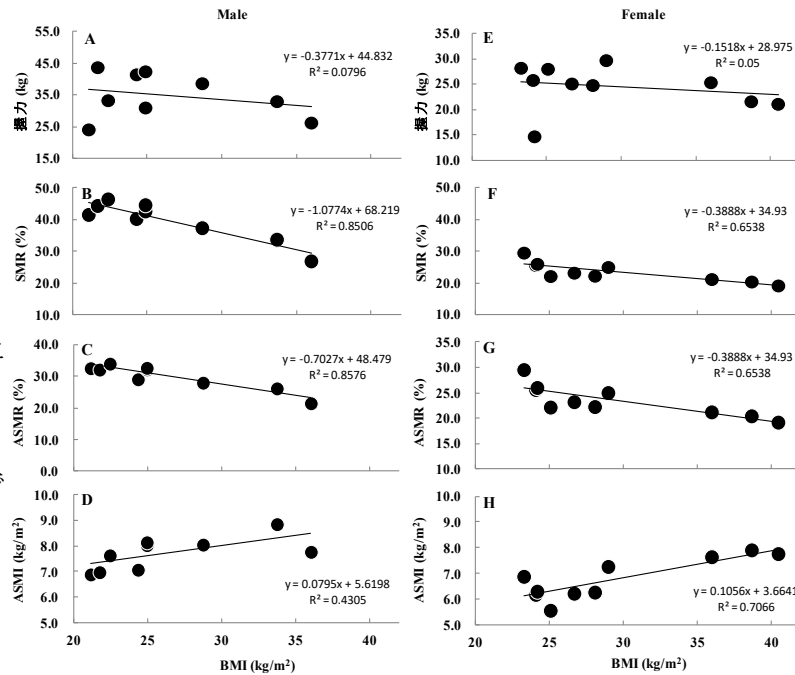 Male
A
y = -0.3771x + 44.832
R² = 0.0796
握力 (kg)
55.0
45.0
35.0
25.0
15.0
B
y = -1.0774x + 68.219
R² = 0.8506
SMR (%)
50.0
40.0
30.0
20.0
10.0
C
y = -0.7027x + 48.479
R² = 0.8576
ASMR (%)
40.0
30.0
20.0
10.0
0.0
D
y = 0.0795x + 5.6198
R² = 0.4305
ASMI (kg/m²)
10.0
9.0
8.0
7.0
6.0
5.0
20 25 30 35 40
BMI (kg/m²)
Female
E
y = -0.1518x + 28.975
R² = 0.05
握力 (kg)
35.0
30.0
25.0
20.0
15.0
10.0
F
y = -0.3888x + 34.93
R² = 0.6538
SMR (%)
50.0
40.0
30.0
20.0
10.0
G
y = -0.3888x + 34.93
R² = 0.6538
ASMR (%)
35.0
30.0
25.0
20.0
15.0
10.0
H
y = 0.1056x + 3.6641
R² = 0.7066
ASMI (kg/m²)
10.0
9.0
8.0
7.0
6.0
5.0
20 25 30 35 40
BMI (kg/m²)